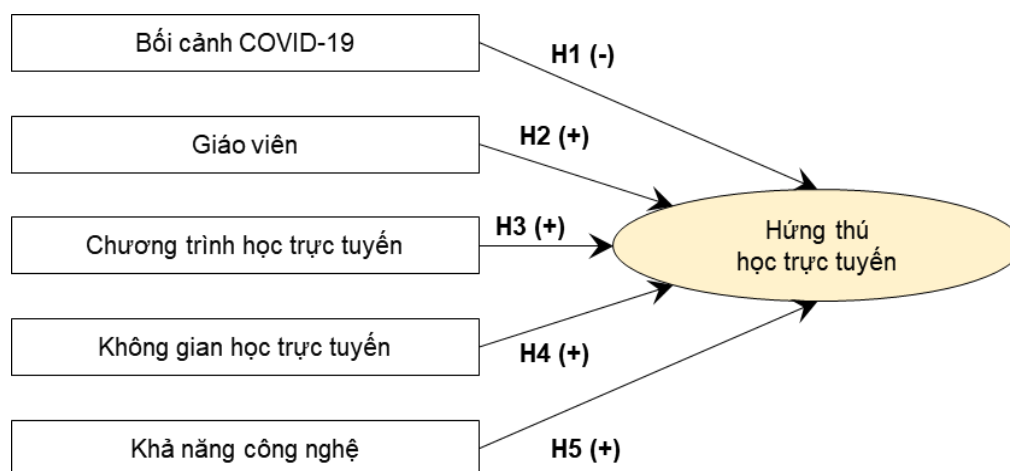 Bối cảnh COVID-19
H1 (-)
Giáo viên
H2 (+)
Chương trình học trực tuyến
H3 (+)
Hứng thú
học trực tuyến
Không gian học trực tuyến
H4 (+)
Khả năng công nghệ
H5 (+)